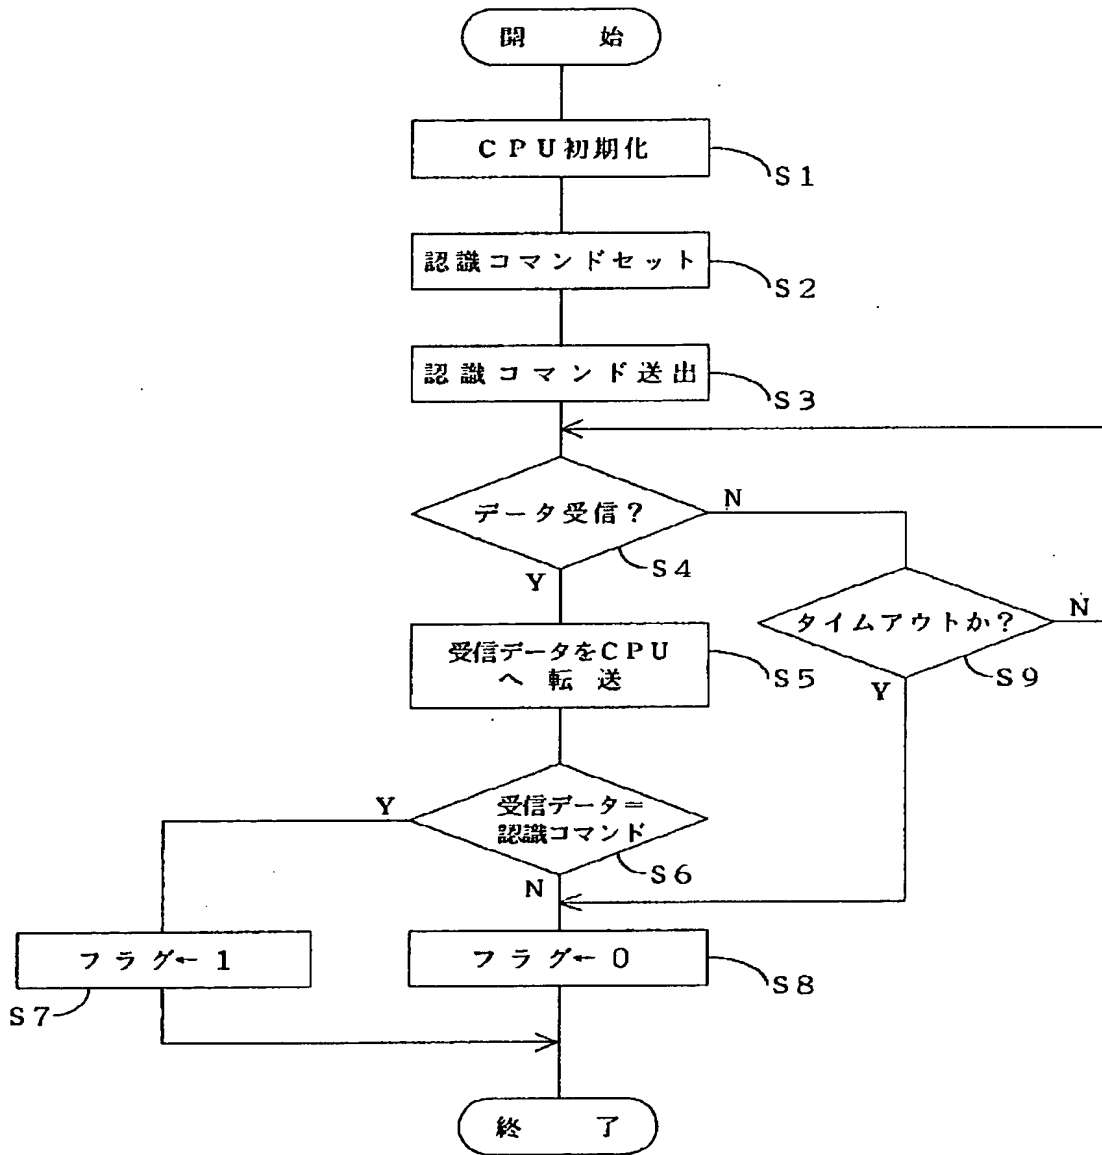 開 始
CPU初期化
S1
認識コマンドセット
S2
認識コマンド送出
S3
データ受信?
N
S4
Y
タイムアウトか?
N
S9
Y
受信データをCPU
へ転送
S5
受信データ=
認識コマンド
Y
S6
N
フラグ←1
S7
フラグ←0
S8
終 了